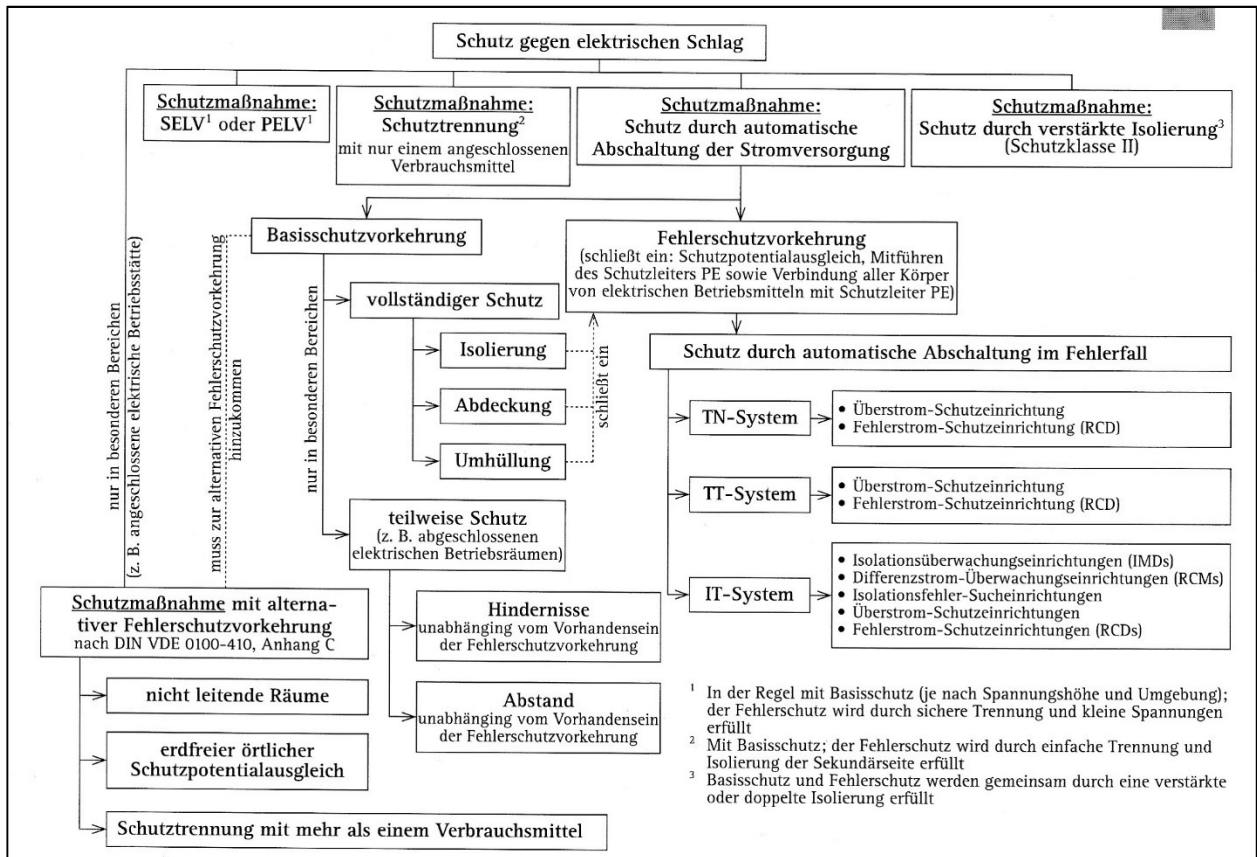 Schutz gegen elektrischen Schlag
Schutzmaßnahme:
SELV¹ oder PELV¹
Schutzmaßnahme:
Schutztrennung²
mit nur einem angeschlossenen
Verbrauchsmittel
Schutzmaßnahme:
Schutz durch automatische
Abschaltung der Stromversorgung
Schutzmaßnahme:
Schutz durch verstärkte Isolierung³
(Schutzklasse II)
Basisschutzvorkehrung
Fehlerschutzvorkehrung
(schließt ein: Schutzpotentialausgleich, Mitführen
des Schutzleiters PE sowie Verbindung aller Körper
von elektrischen Betriebsmitteln mit Schutzleiter PE)
nur in besonderen Bereichen
(z. B. angeschlossene elektrische Betriebsstätte)
muss zur alternativen Fehlerschutzvorkehrung
hinzukommen
nur in besonderen Bereichen
vollständiger Schutz
Isolierung
Abdeckung
Umhüllung
schließt ein
Schutz durch automatische Abschaltung im Fehlerfall
TN-System
• Überstrom-Schutzeinrichtung
• Fehlerstrom-Schutzeinrichtung (RCD)
TT-System
• Überstrom-Schutzeinrichtung
• Fehlerstrom-Schutzeinrichtung (RCD)
IT-System
• Isolationsüberwachungseinrichtungen (IMDs)
• Differenzstrom-Überwachungseinrichtungen (RCMs)
• Isolationsfehler-Sucheinrichtungen
• Überstrom-Schutzeinrichtungen
• Fehlerstrom-Schutzeinrichtungen (RCDs)
teilweise Schutz
(z. B. abgeschlossenen
elektrischen Betriebsräumen)
Hindernisse
unabhänging vom Vorhandensein
der Fehlerschutzvorkehrung
Abstand
unabhänging vom Vorhandensein
der Fehlerschutzvorkehrung
Schutzmaßnahme mit alterna-
tiver Fehlerschutzvorkehrung
nach DIN VDE 0100-410, Anhang C
nicht leitende Räume
erdfreier örtlicher
Schutzpotentialausgleich
Schutztrennung mit mehr als einem Verbrauchsmittel
¹ In der Regel mit Basisschutz (je nach Spannungshöhe und Umgebung);
der Fehlerschutz wird durch sichere Trennung und kleine Spannungen
erfüllt
² Mit Basisschutz; der Fehlerschutz wird durch einfache Trennung und
Isolierung der Sekundärseite erfüllt
³ Basisschutz und Fehlerschutz werden gemeinsam durch eine verstärkte
oder doppelte Isolierung erfüllt